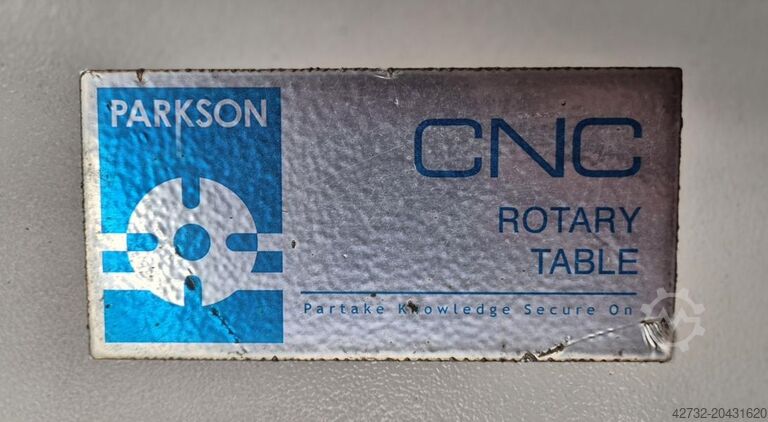 PARKSON
CNC
ROTARY
TABLE
Partake Knowledge Secure On
42732-20431620